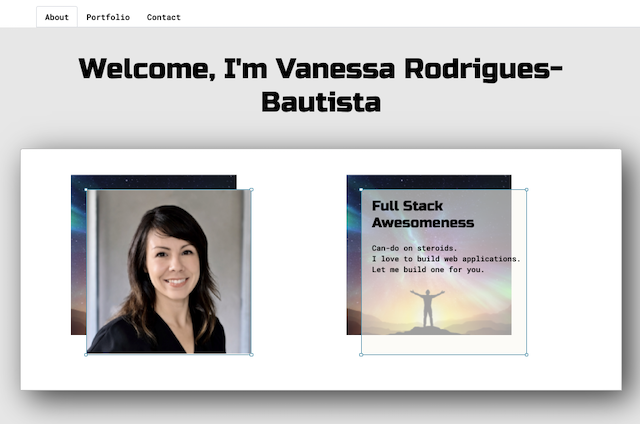 About Portfolio Contact
Welcome, I'm Vanessa Rodrigues-
Bautista
Full Stack
Awesomeness
Can-do on steroids.
I love to build web applications.
Let me build one for you.